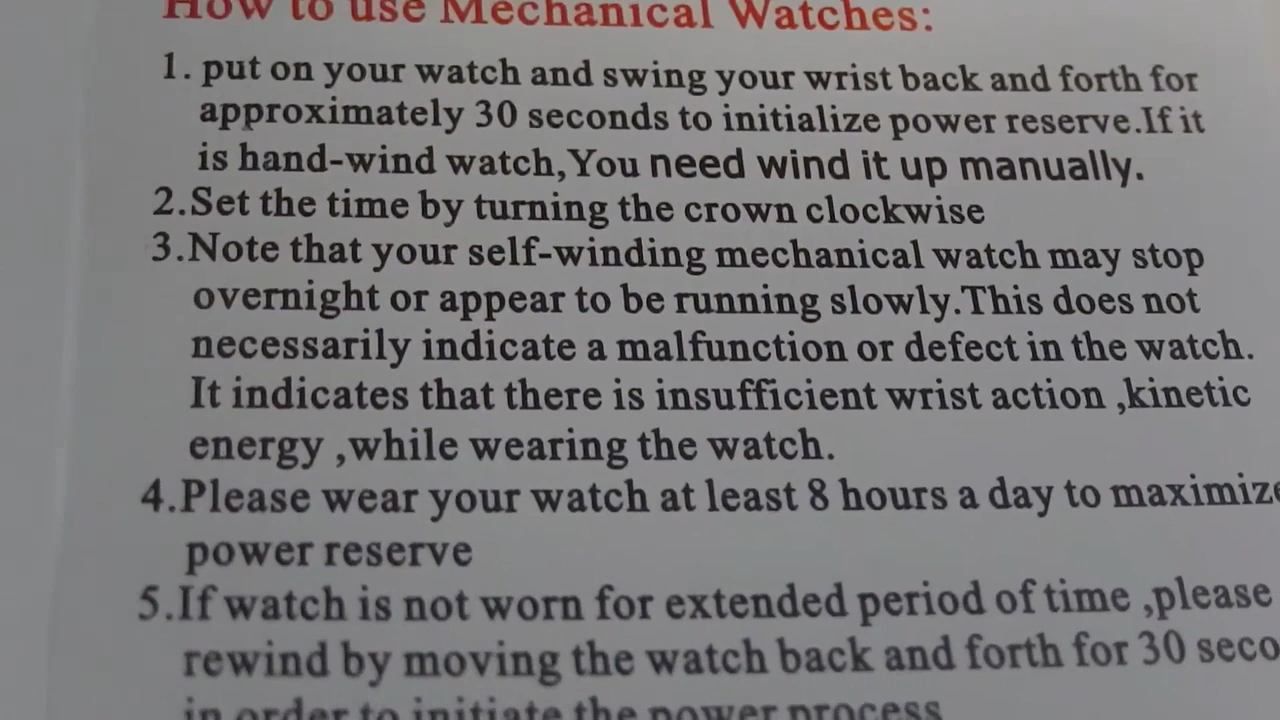 How to use Mechanical Watches:
1. put on your watch and swing your wrist back and forth for
approximately 30 seconds to initialize power reserve.If it
is hand-wind watch,You need wind it up manually.
2.Set the time by turning the crown clockwise
3.Note that your self-winding mechanical watch may stop
overnight or appear to be running slowly.This does not
necessarily indicate a malfunction or defect in the watch.
It indicates that there is insufficient wrist action ,kinetic
energy ,while wearing the watch.
4.Please wear your watch at least 8 hours a day to maximize
power reserve
5.If watch is not worn for extended period of time ,please
rewind by moving the watch back and forth for 30 seco
in order to initiate the power process